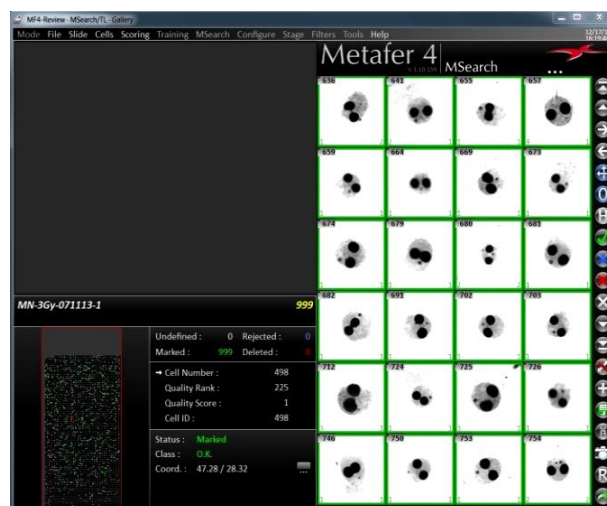 MF4-Review - MSearch/TL - Gallery
Mode File Slide Cells Scoring Training MSearch Configure Stage Filters Tools Help
Metafer 4 MSearch
...
636 641 655 657
659 664 669 673
674 679 680 681
682 691 702 703
712 724 725 726
746 750 753 754
MN-3Gy-071113-1 999
Undefined : 0 Rejected : 0
Marked : 999 Deleted :
Cell Number : 498
Quality Rank : 225
Quality Score : 1
Cell ID : 498
Status : Marked
Class : O.K.
Coord. : 47.28 / 28.32
R